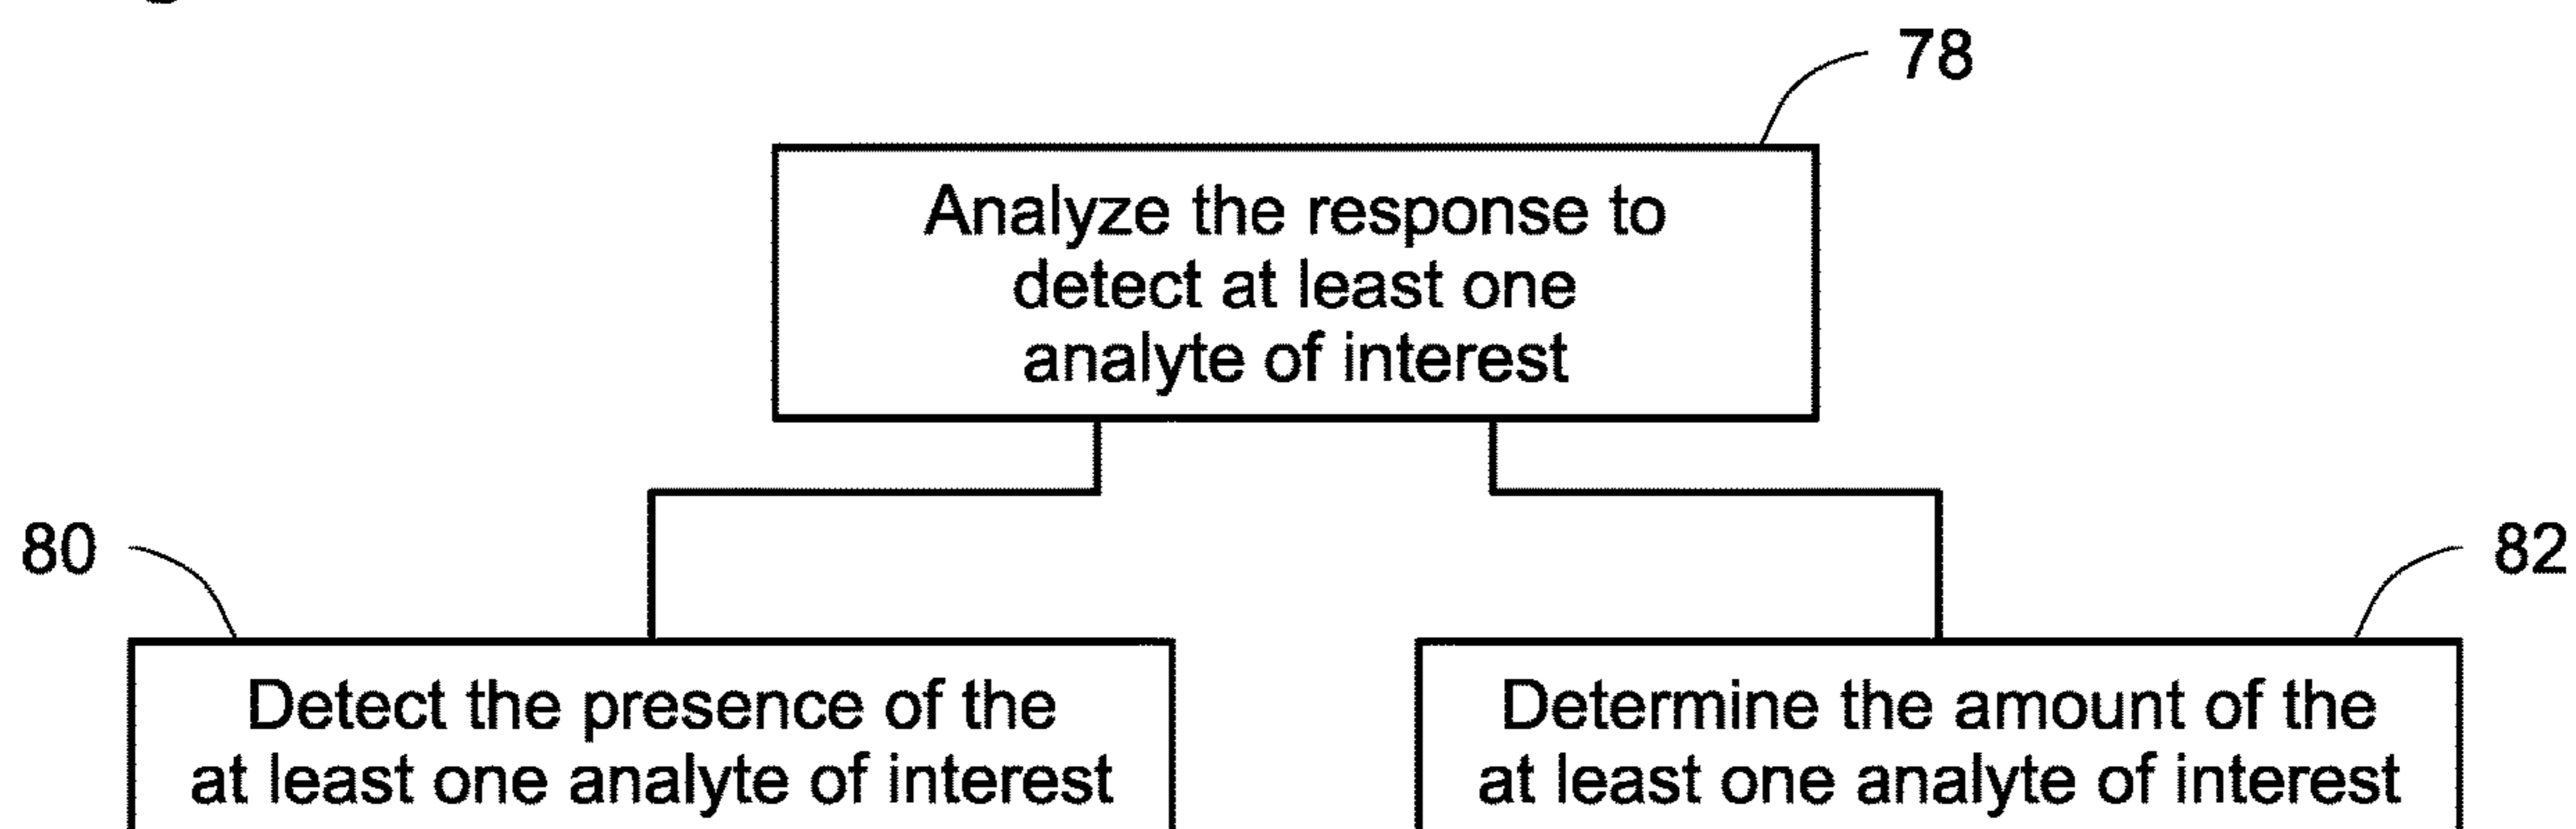 78
Analyze the response to
detect at least one
analyte of interest
80
82
Detect the presence of the
at least one analyte of interest
Determine the amount of the
at least one analyte of interest